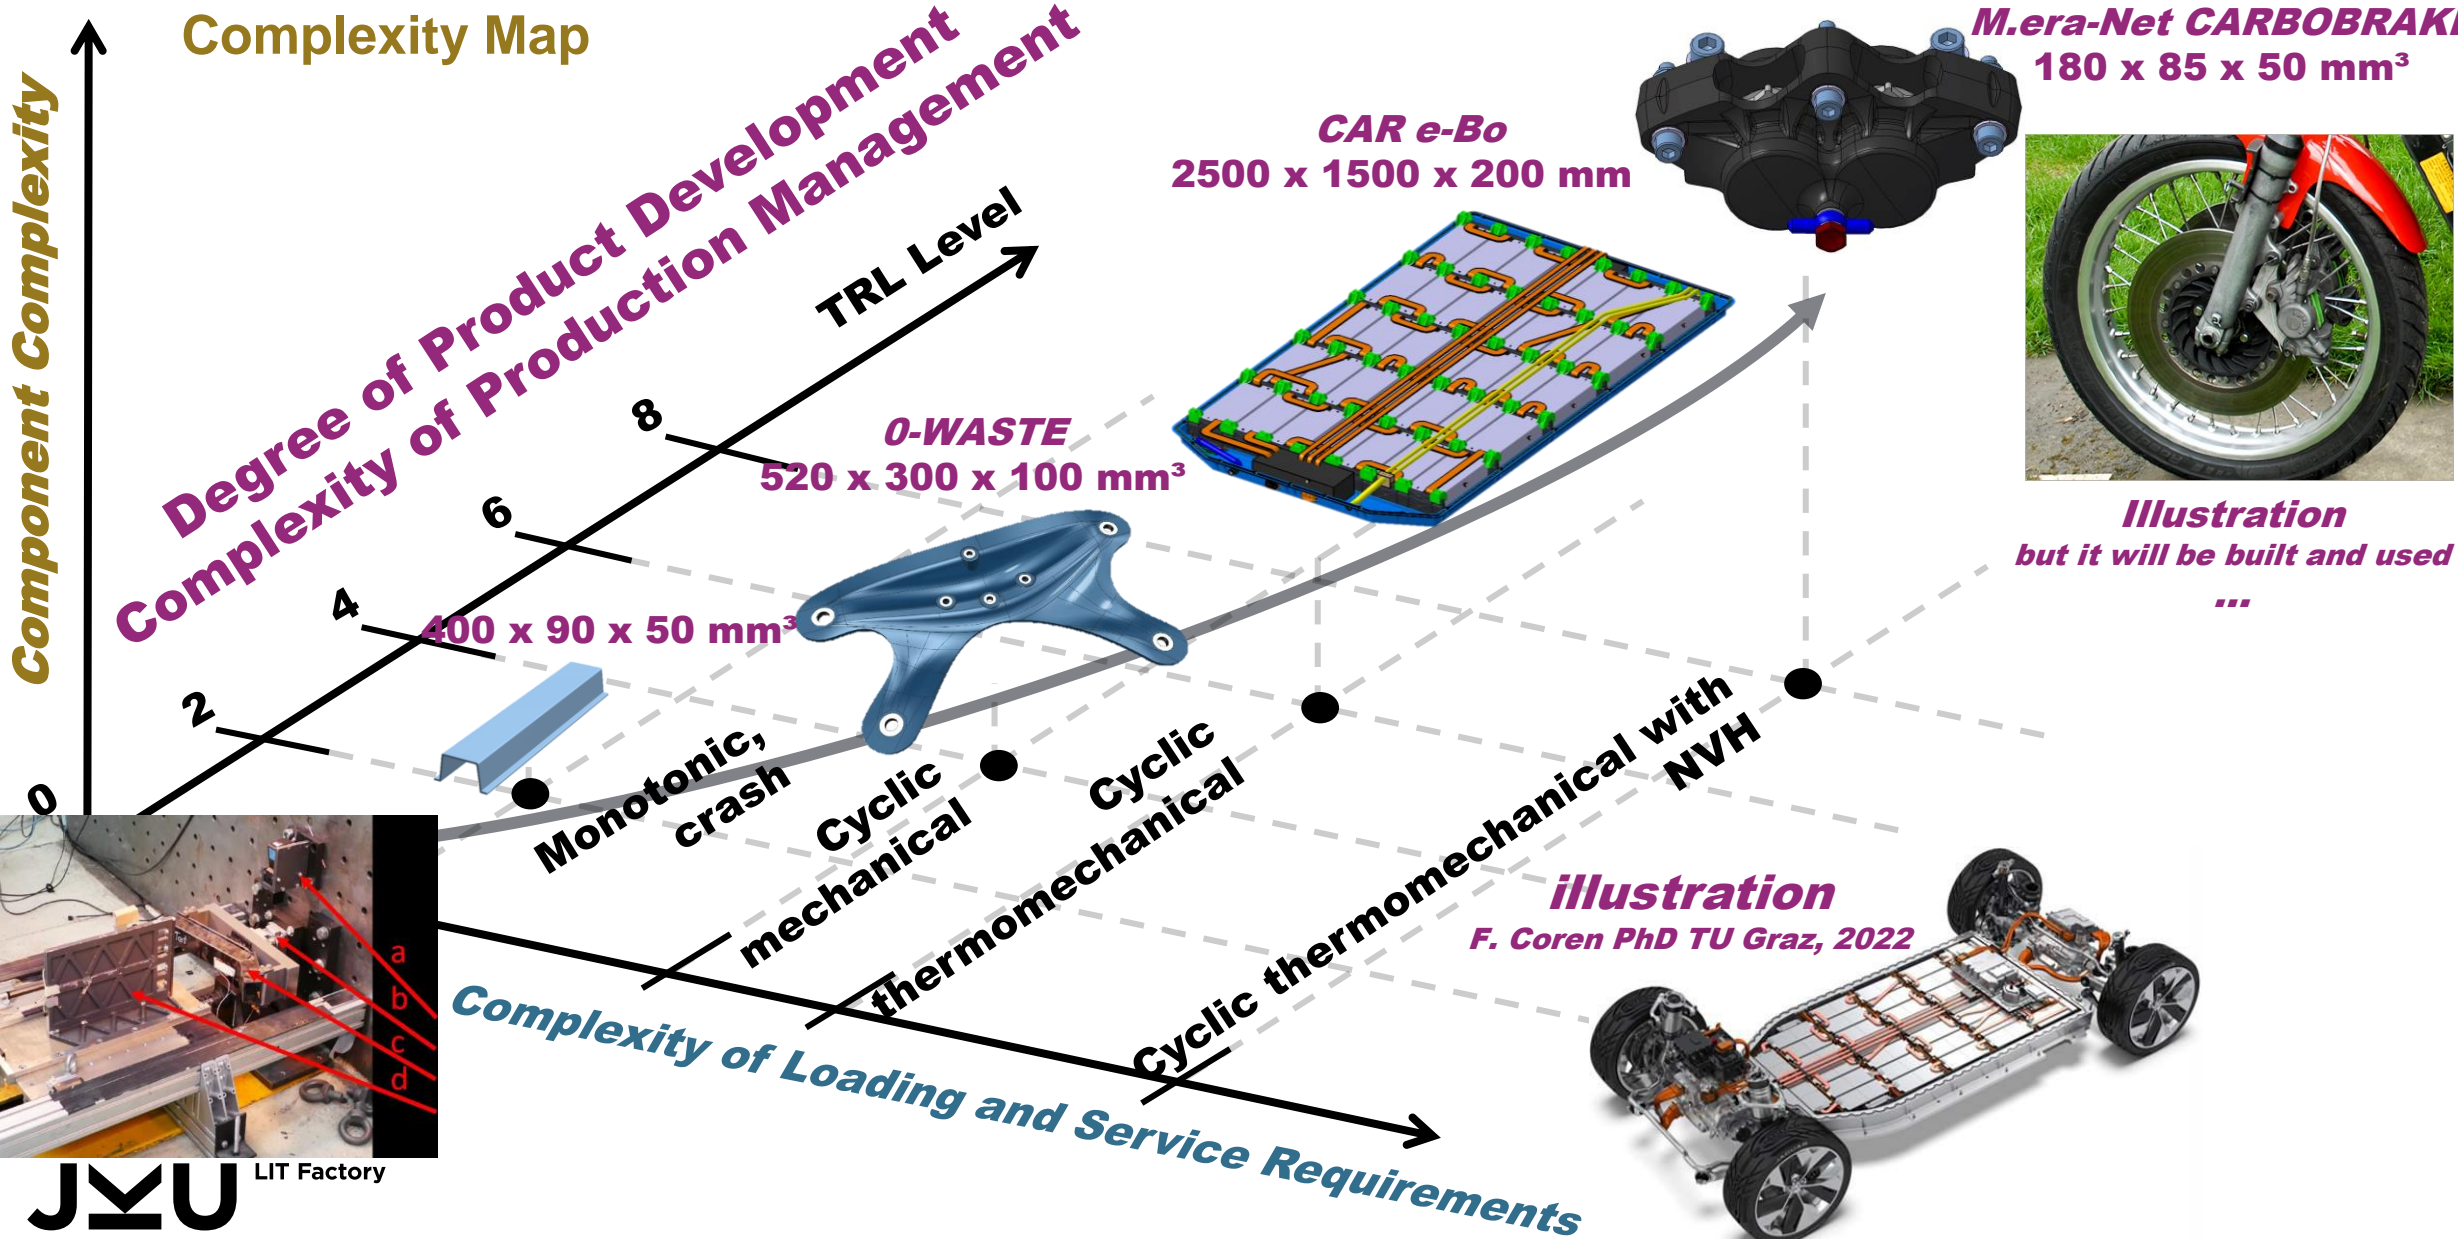 Complexity Map
Component Complexity
Degree of Product Development
Complexity of Production Management
TRL Level
8
6
4
2
0
M.era-Net CARBOBRAKE
180 x 85 x 50 mm³
CAR e-Bo
2500 x 1500 x 200 mm
0-WASTE
520 x 300 x 100 mm³
400 x 90 x 50 mm³
Illustration
but it will be built and used
...
Monotonic,
crash
Cyclic
mechanical
Cyclic
thermomechanical
Cyclic thermomechanical with
NVH
illustration
F. Coren PhD TU Graz, 2022
Complexity of Loading and Service Requirements
a
b
c
d
JKU LIT Factory